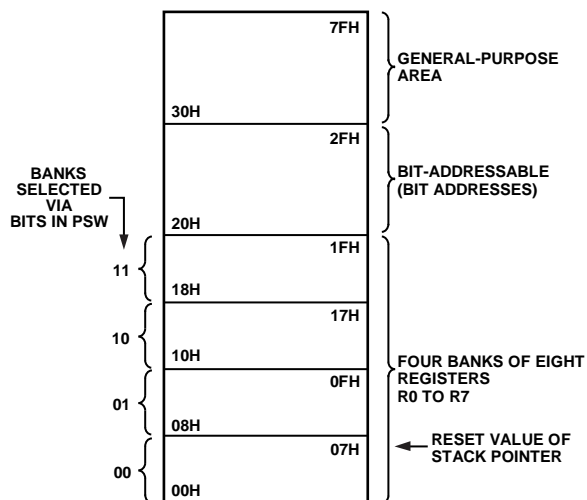 7FH
GENERAL-PURPOSE
AREA
30H
2FH
BANKS
SELECTED
VIA
BITS IN PSW
BIT-ADDRESSABLE
(BIT ADDRESSES)
20H
1FH
11
18H
17H
10
10H
FOUR BANKS OF EIGHT
REGISTERS
R0 TO R7
0FH
01
08H
07H
RESET VALUE OF
STACK POINTER
00
00H